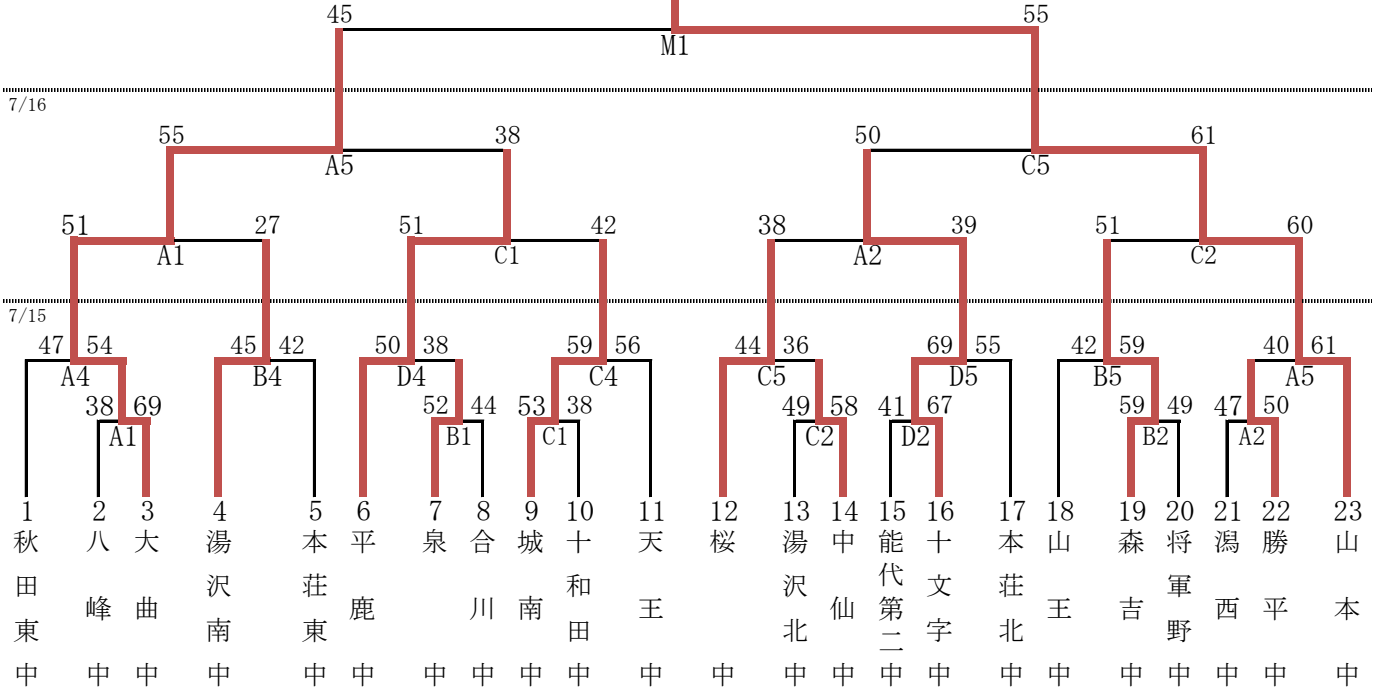 45 55
M1
7/16
55 38 50 61
A5 C5
51 27 51 42 38 39 51 60
A1 C1 A2 C2
7/15
47 54 45 42 50 38 59 56 44 36 69 55 42 59 40 61
A4 B4 D4 C4 C5 D5 B5 A5
38 69 52 44 53 38 49 58 41 67 59 49 47 50
A1 B1 C1 C2 D2 B2 A2
1 2 3 4 5 6 7 8 9 10 11 12 13 14 15 16 17 18 19 20 21 22 23
秋田東中
八峰中
大曲中
湯沢南中
本荘東中
平鹿中
泉中
合川中
城南中
十和田中
天王中
桜中
湯沢北中
中仙中
能代第二中
十文字中
本荘北中
山王中
森吉中
将軍野中
潟西中
勝平中
山本中